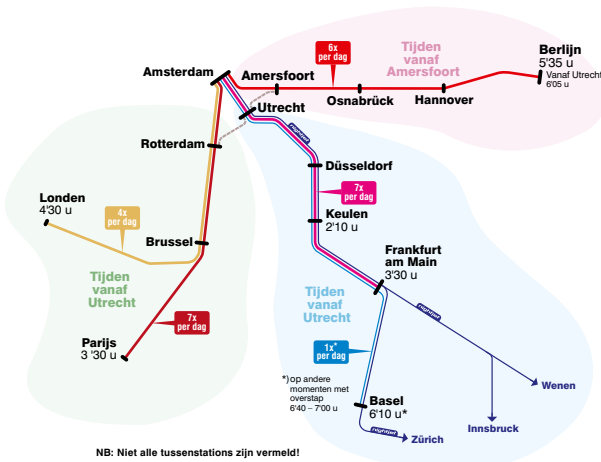 6x
per dag
Tijden
vanaf
Amersfoort
Berlijn
5'35 u
Vanaf Utrecht
6'05 u
Amsterdam
Amersfoort
Osnabrück
Hannover
Utrecht
nightjet
Rotterdam
Düsseldorf
7x
per dag
Londen
4'30 u
4x
per dag
Keulen
2'10 u
Brussel
Frankfurt
am Main
3'30 u
Tijden
vanaf
Utrecht
Tijden
vanaf
Utrecht
nightjet
7x
per dag
Parijs
3 '30 u
1x*
per dag
*) op andere
momenten met
overstap
6'40 – 7'00 u
Basel
6'10 u*
Wenen
Innsbruck
nightjet
Zürich
NB: Niet alle tussenstations zijn vermeld!